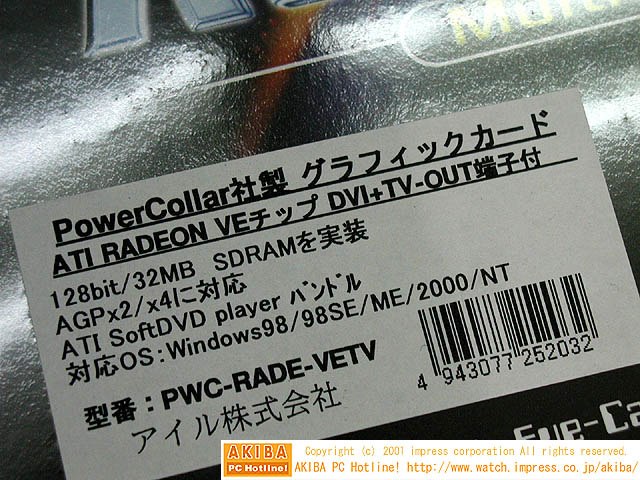 PowerCollar社製 グラフィックカード
ATI RADEON VEチップ DVI+TV-OUT端子付
128bit/32MB SDRAMを実装
AGPx2/x4に対応
ATI SoftDVD player ﾊﾞﾝﾄﾞﾙ
対応OS:Windows98/98SE/ME/2000/NT
型番：PWC-RADE-VETV
アイル株式会社
4 943077 252032
AKIBA
PC Hotline!
Copyright (c) 2001 impress corporation All rights reserved.
AKIBA PC Hotline! http://www.watch.impress.co.jp/akiba/